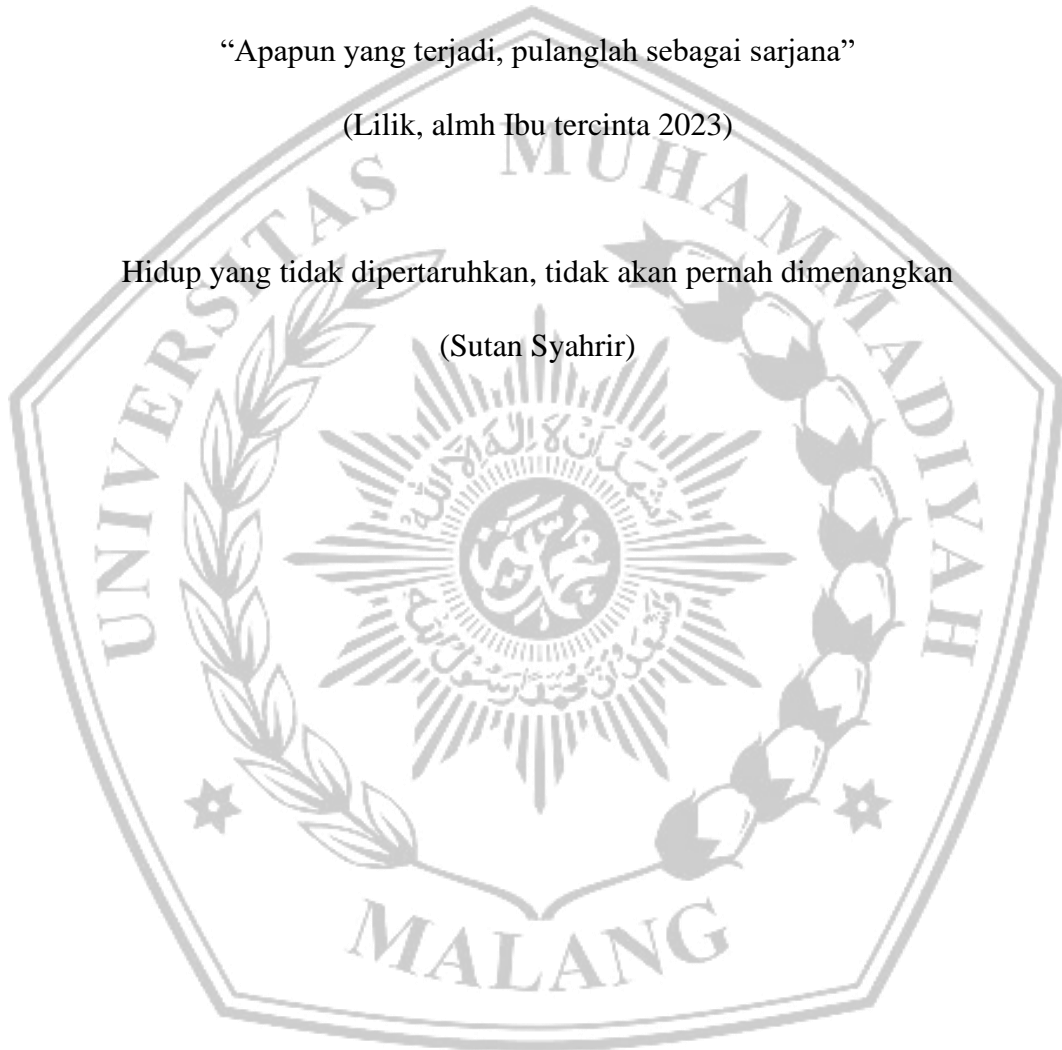 “Apapun yang terjadi, pulanglah sebagai sarjana”
(Lilik, almh Ibu tercinta 2023)
Hidup yang tidak dipertaruhkan, tidak akan pernah dimenangkan
(Sutan Syahrir)
UNIVERSITAS MUHAMMADIYAH
MALANG